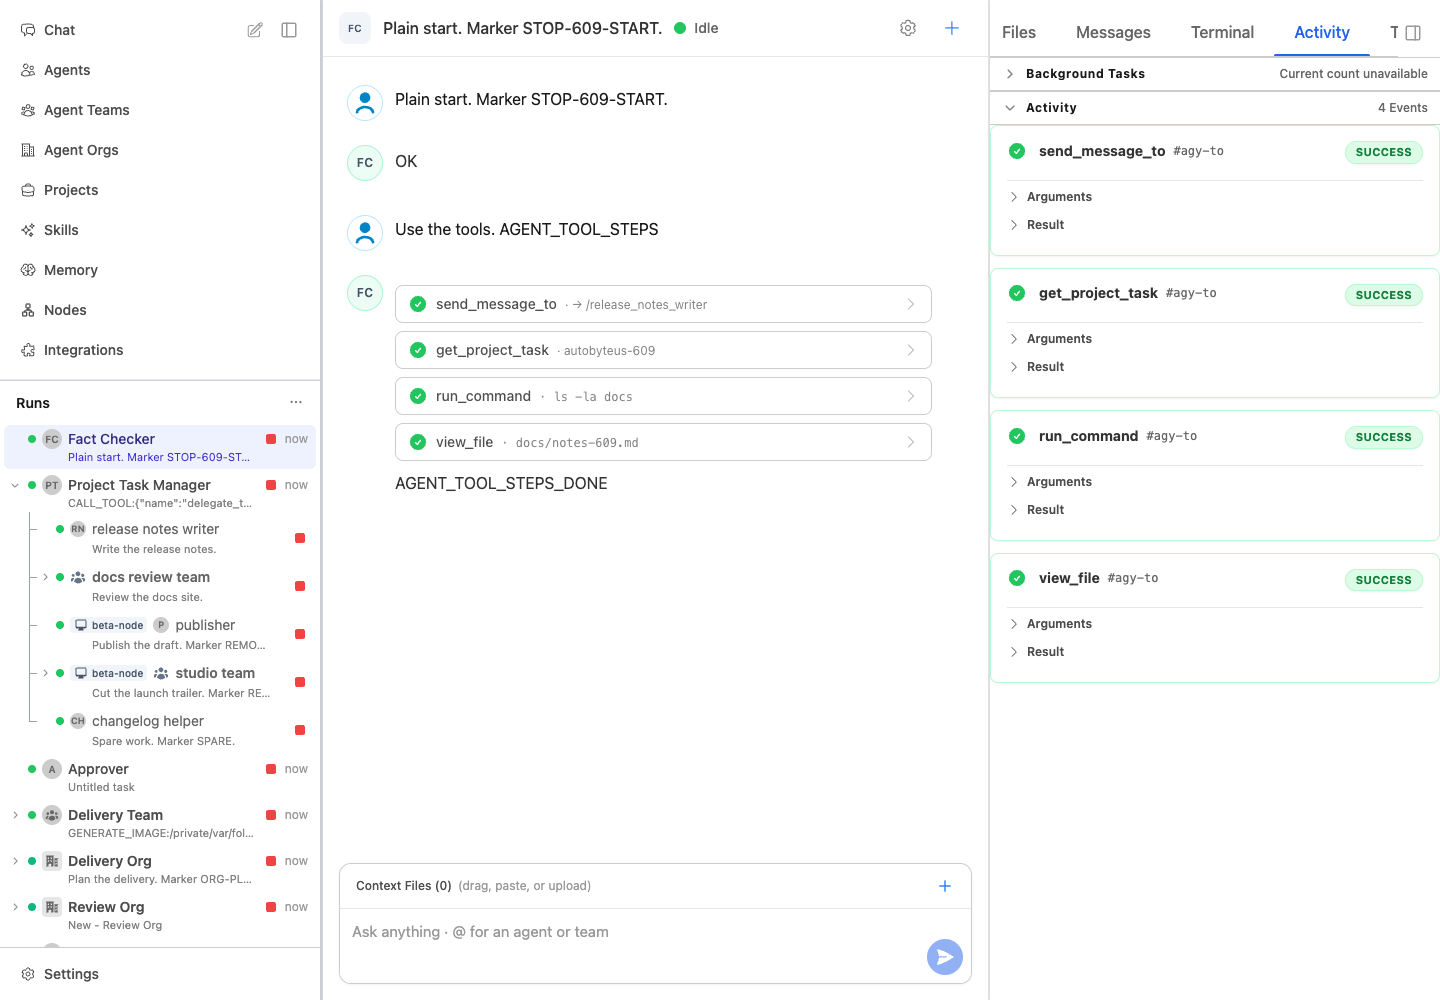 Chat
Agents
Agent Teams
Agent Orgs
Projects
Skills
Memory
Nodes
Integrations
Runs
FC Fact Checker now
Plain start. Marker STOP-609-ST...
PT Project Task Manager now
CALL_TOOL:{"name":"delegate_t...
RN release notes writer
Write the release notes.
docs review team
Review the docs site.
beta-node P publisher
Publish the draft. Marker REMO...
beta-node studio team
Cut the launch trailer. Marker RE...
CH changelog helper
Spare work. Marker SPARE.
A Approver now
Untitled task
Delivery Team now
GENERATE_IMAGE:/private/var/fol...
Delivery Org now
Plan the delivery. Marker ORG-PL...
Review Org now
New - Review Org
Settings
FC Plain start. Marker STOP-609-START. Idle
Plain start. Marker STOP-609-START.
FC OK
Use the tools. AGENT_TOOL_STEPS
FC
send_message_to · → /release_notes_writer
get_project_task · autobyteus-609
run_command · ls -la docs
view_file · docs/notes-609.md
AGENT_TOOL_STEPS_DONE
Context Files (0) (drag, paste, or upload)
Ask anything · @ for an agent or team
Files Messages Terminal Activity T
Background Tasks Current count unavailable
Activity 4 Events
send_message_to #agy-to SUCCESS
Arguments
Result
get_project_task #agy-to SUCCESS
Arguments
Result
run_command #agy-to SUCCESS
Arguments
Result
view_file #agy-to SUCCESS
Arguments
Result